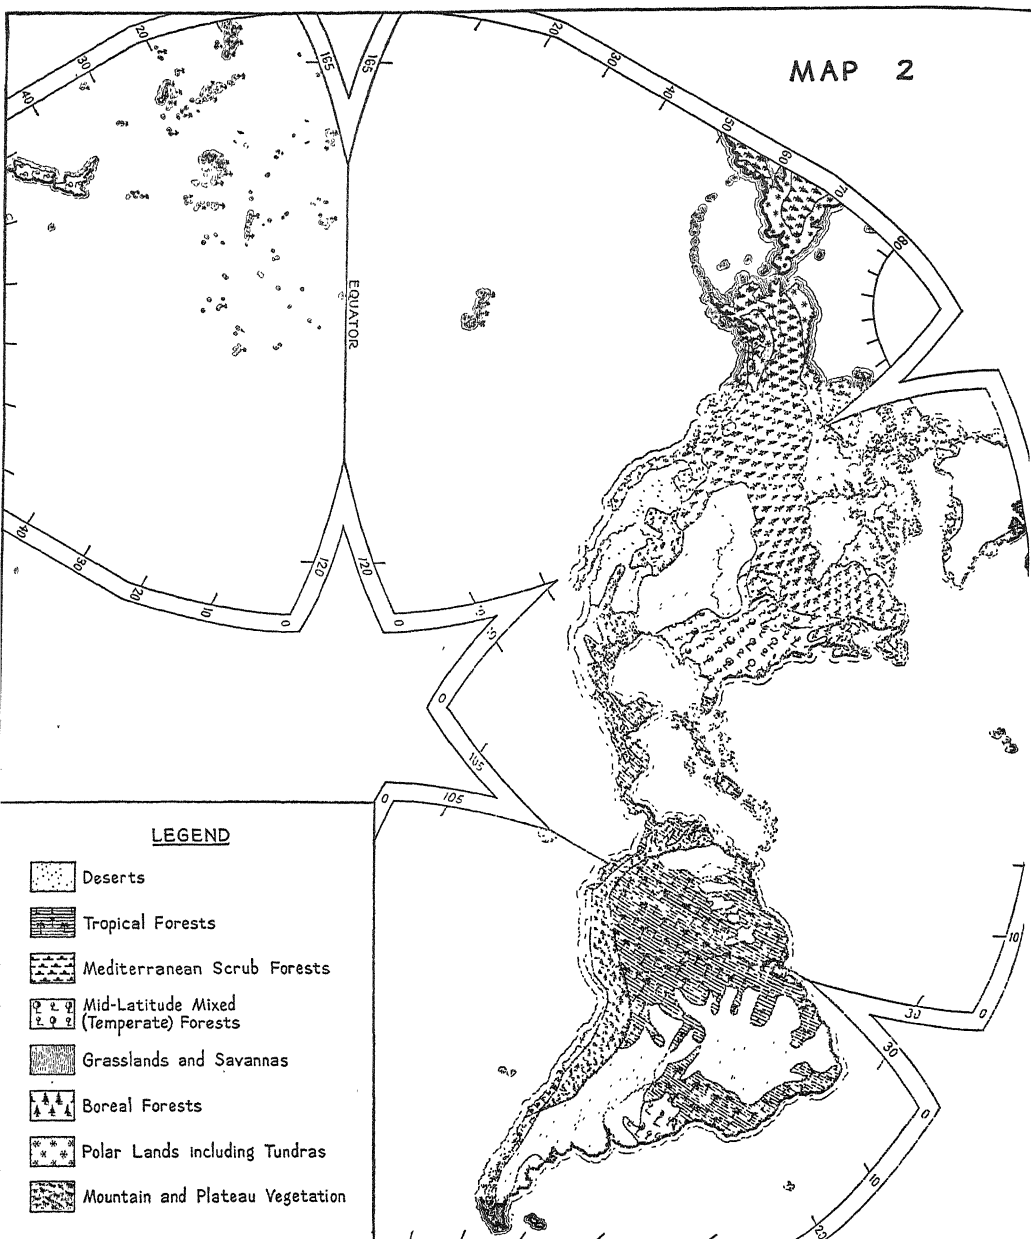 MAP 2
20
165
165
20
30
30
40
40
50
60
70
80
EQUATOR
40
30
20
10
0
120
120
0
10
0
105
0
105
LEGEND
Deserts
Tropical Forests
Mediterranean Scrub Forests
Mid-Latitude Mixed
(Temperate) Forests
Grasslands and Savannas
Boreal Forests
Polar Lands including Tundras
Mountain and Plateau Vegetation
10
30
0
30
0
10
20